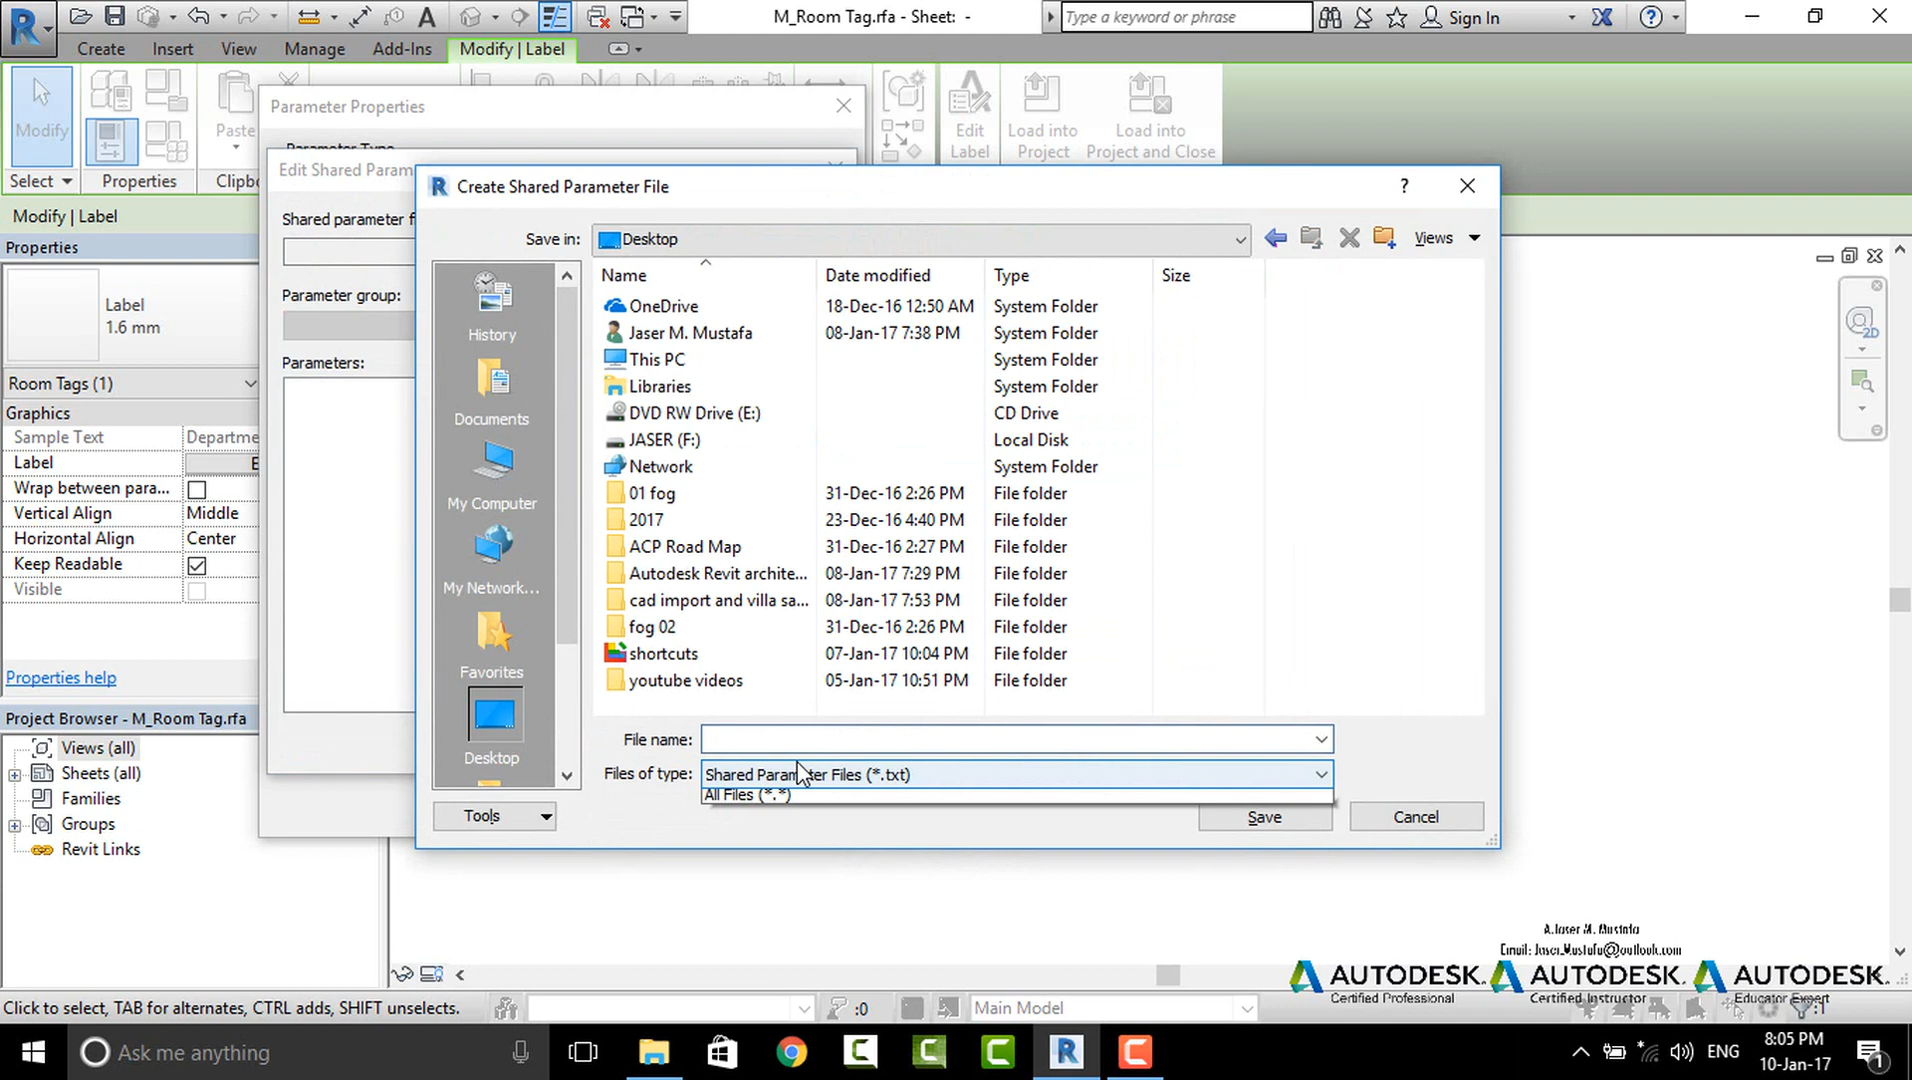 M_Room Tag.rfa - Sheet: -
Type a keyword or phrase
Sign In
Create Insert View Manage Add-Ins Modify | Label
Modify
Paste
Edit Label
Load into Project
Load into Project and Close
Select Properties
Modify | Label
Parameter Properties
Parameter Type
Shared parameter
Parameter group:
Parameters:
Create Shared Parameter File
Save in: Desktop Views
Name Date modified Type Size
OneDrive 18-Dec-16 12:50 AM System Folder
Jaser M. Mustafa 08-Jan-17 7:38 PM System Folder
This PC System Folder
Libraries System Folder
DVD RW Drive (E:) CD Drive
JASER (F:) Local Disk
Network System Folder
01 fog 31-Dec-16 2:26 PM File folder
2017 23-Dec-16 4:40 PM File folder
ACP Road Map 31-Dec-16 2:27 PM File folder
Autodesk Revit archite... 08-Jan-17 7:29 PM File folder
cad import and villa sa... 08-Jan-17 7:53 PM File folder
fog 02 31-Dec-16 2:26 PM File folder
shortcuts 07-Jan-17 10:04 PM File folder
youtube videos 05-Jan-17 10:51 PM File folder
History
Documents
My Computer
My Network...
Favorites
Desktop
File name:
Files of type: Shared Parameter Files (*.txt)
All Files (*.*)
Tools Save Cancel
Properties
Label
1.6 mm
Room Tags (1)
Graphics
Sample Text Departme
Label E
Wrap between para...
Vertical Align Middle
Horizontal Align Center
Keep Readable
Visible
Properties help
Project Browser - M_Room Tag.rfa
Views (all)
Sheets (all)
Families
Groups
Revit Links
2D
A.Jaser M. Mustafa
Email: Jaser.Mustafa@outlook.com
AUTODESK. AUTODESK. AUTODESK.
Certified Professional Certified Instructor Educator Expert
Click to select, TAB for alternates, CTRL adds, SHIFT unselects.
:0
Main Model
:1
Ask me anything
ENG
8:05 PM
10-Jan-17
1